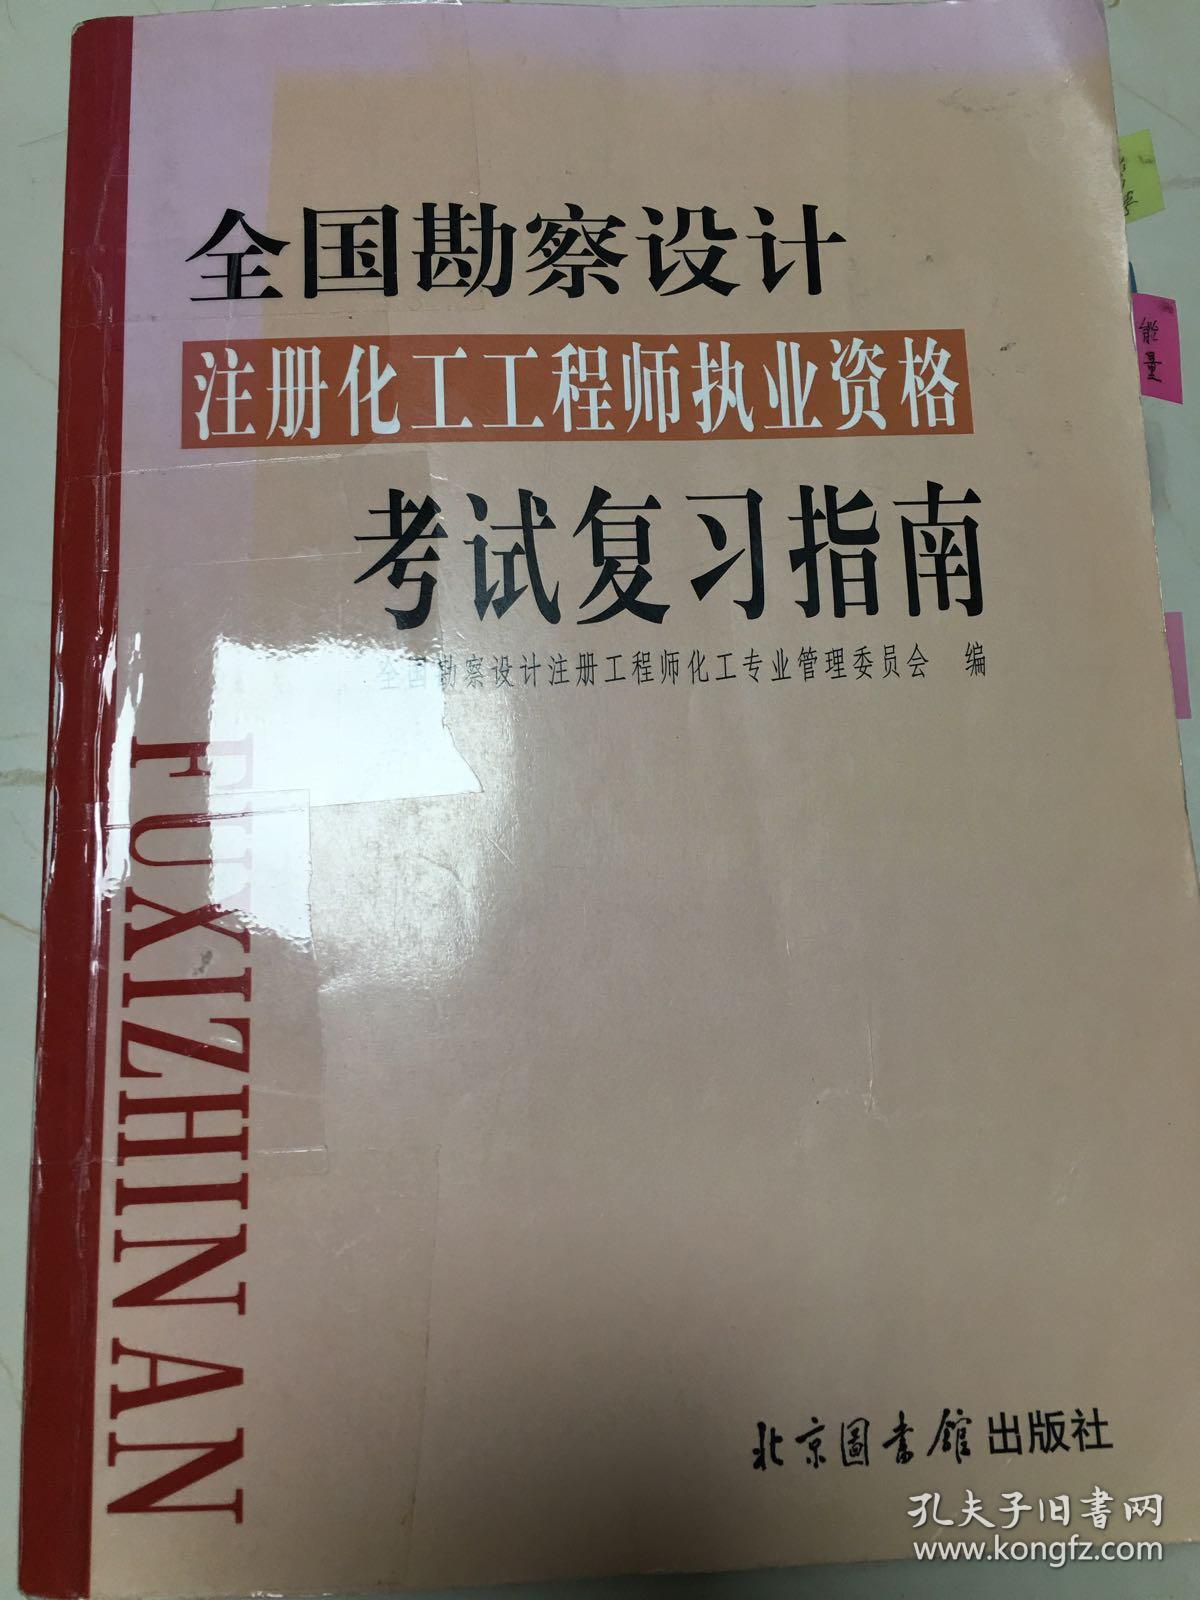 全国勘察设计
注册化工工程师执业资格
考试复习指南
全国勘察设计注册工程师化工专业管理委员会 编
FUXIZHINAN
北京圖書館出版社
能量
孔夫子旧书网
www.kongfz.com